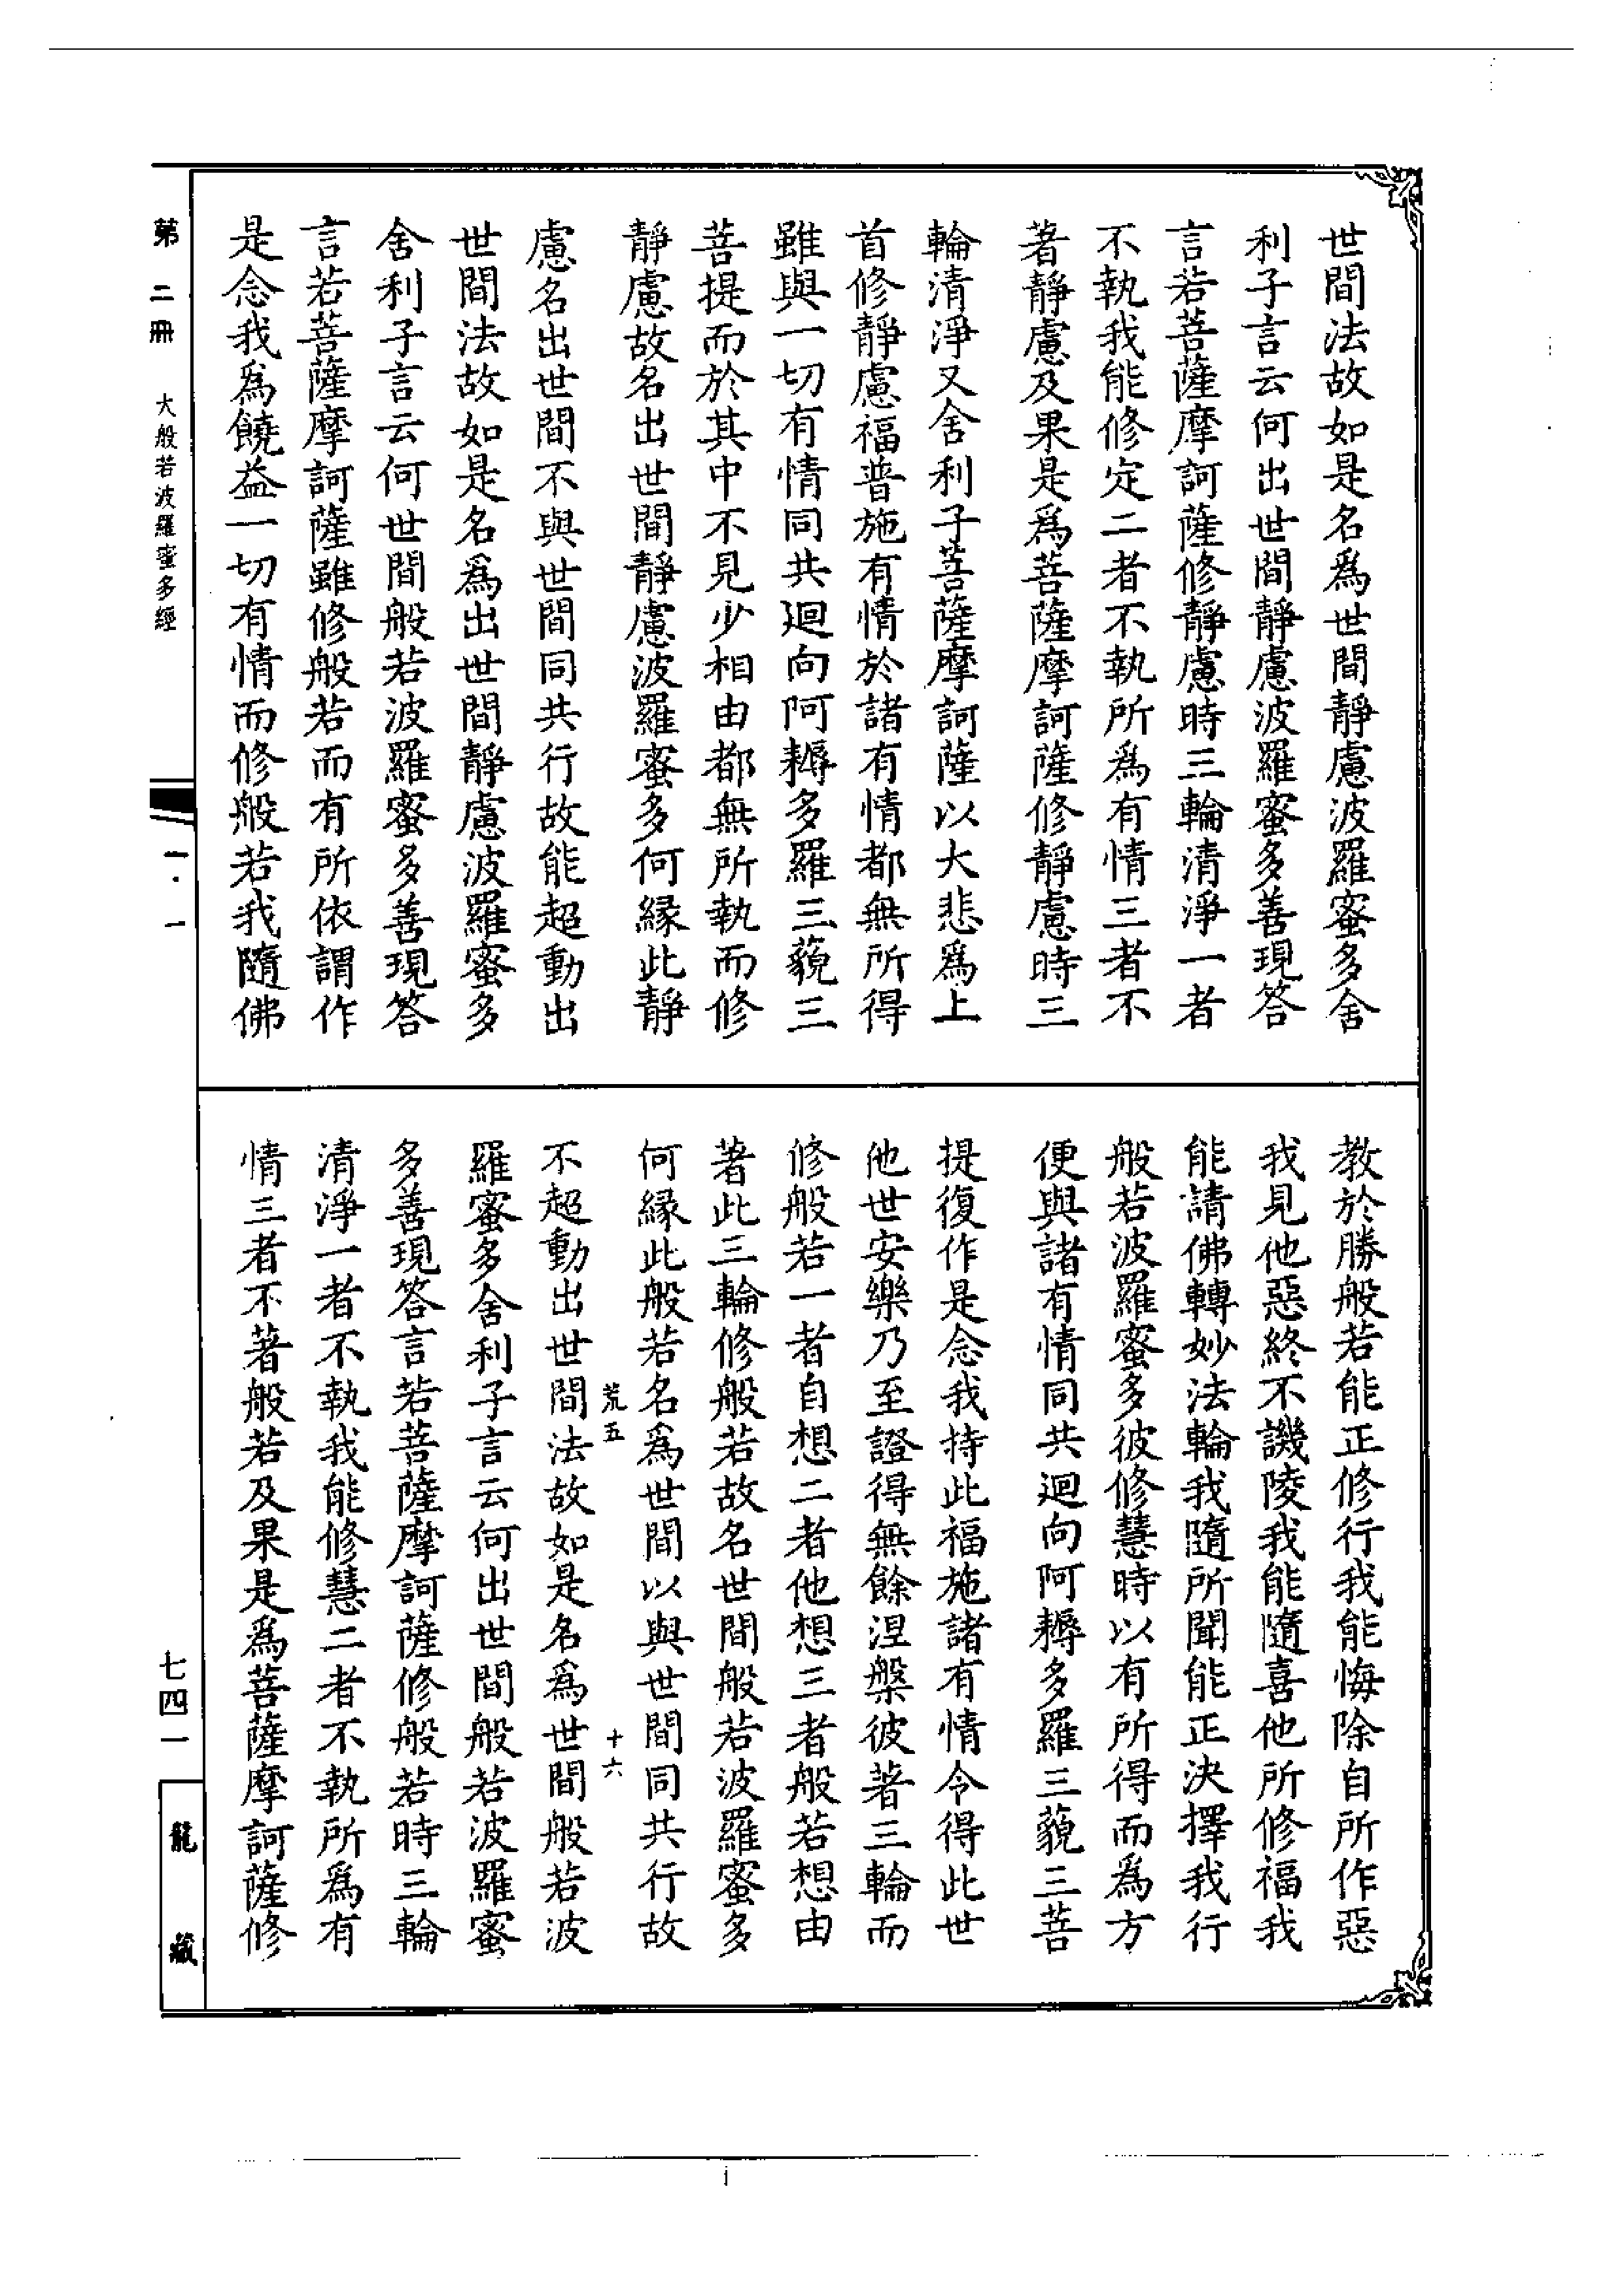 世間法故如是名爲世間靜慮波羅蜜多舍
利子言云何出世間靜慮波羅蜜多善現答
言若菩薩摩訶薩修靜慮時三輪清淨一者
不執我能修定二者不執所爲有情三者不
著靜慮及果是爲菩薩摩訶薩修靜慮時三
輪清淨又舍利子菩薩摩訶薩以大悲爲上
首修靜慮福普施有情於諸有情都無所得
雖與一切有情同共迴向阿耨多羅三藐三
菩提而於其中不見少相由都無所執而修
靜慮故名出世間靜慮波羅蜜多何緣此靜
慮名出世間不與世間同共行故能超動出
世間法故如是名爲出世間靜慮波羅蜜多
舍利子言云何世間般若波羅蜜多善現答
言若菩薩摩訶薩雖修般若而有所依謂作
是念我爲饒益一切有情而修般若我隨佛
教於勝般若能正修行我能悔除自所作惡
我見他惡終不譏陵我能隨喜他所修福我
能請佛轉妙法輪我隨所聞能正決擇我行
般若波羅蜜多彼修慧時以有所得而爲方
便與諸有情同共迴向阿耨多羅三藐三菩
提復作是念我持此福施諸有情令得此世
他世安樂乃至證得無餘涅槃彼著三輪而
修般若一者自想二者他想三者般若想由
著此三輪修般若故名世間般若波羅蜜多
何緣此般若名爲世間以與世間同共行故
荒五 十六
不超動出世間法故如是名爲世間般若波
羅蜜多舍利子言云何出世間般若波羅蜜
多善現答言若菩薩摩訶薩修般若時三輪
清淨一者不執我能修慧二者不執所爲有
情三者不著般若及果是爲菩薩摩訶薩修
第二冊 大般若波羅蜜多經
一·一
七四一
龍藏